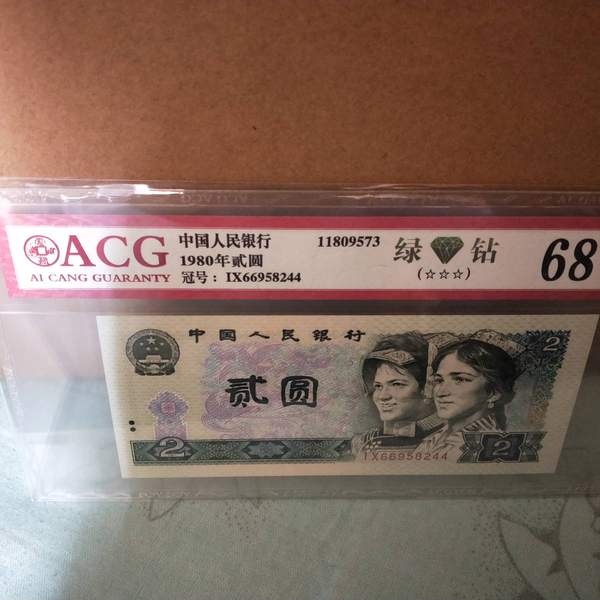 ACG
AI CANG GUARANTY
中国人民银行
1980年贰圆
冠号：IX66958244
11809573
绿 钻
(☆☆☆)
68
中国人民银行
贰圆
2
2
2
IX66958244